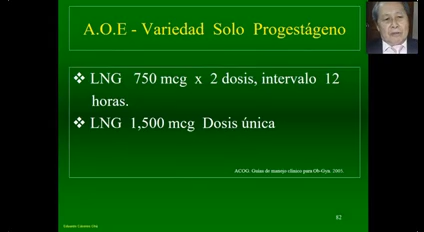 A.O.E - Variedad Solo Progestágeno
❖ LNG 750 mcg x 2 dosis, intervalo 12
horas.
❖ LNG 1,500 mcg Dosis única
ACOG. Guías de manejo clínico para Ob-Gyn. 2005.
82